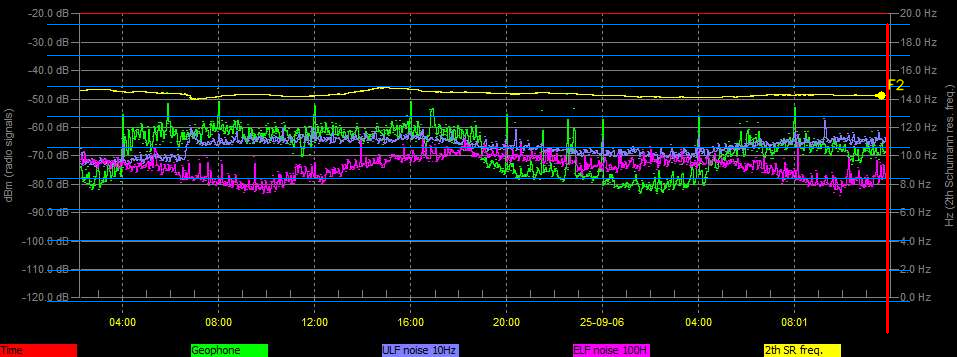 -20.0 dB 20.0 Hz
-30.0 dB 18.0 Hz
-40.0 dB 16.0 Hz
F2
-50.0 dB 14.0 Hz
-60.0 dB 12.0 Hz
-70.0 dB 10.0 Hz
-80.0 dB 8.0 Hz
-90.0 dB 6.0 Hz
-100.0 dB 4.0 Hz
-110.0 dB 2.0 Hz
-120.0 dB 0.0 Hz
dBm (radio signals)
Hz (2th Schumann res. freq.)
04:00 08:00 12:00 16:00 20:00 25-09-06 04:00 08:01
Time Geophone ULF noise 10Hz ELF noise 100H 2th SR freq.